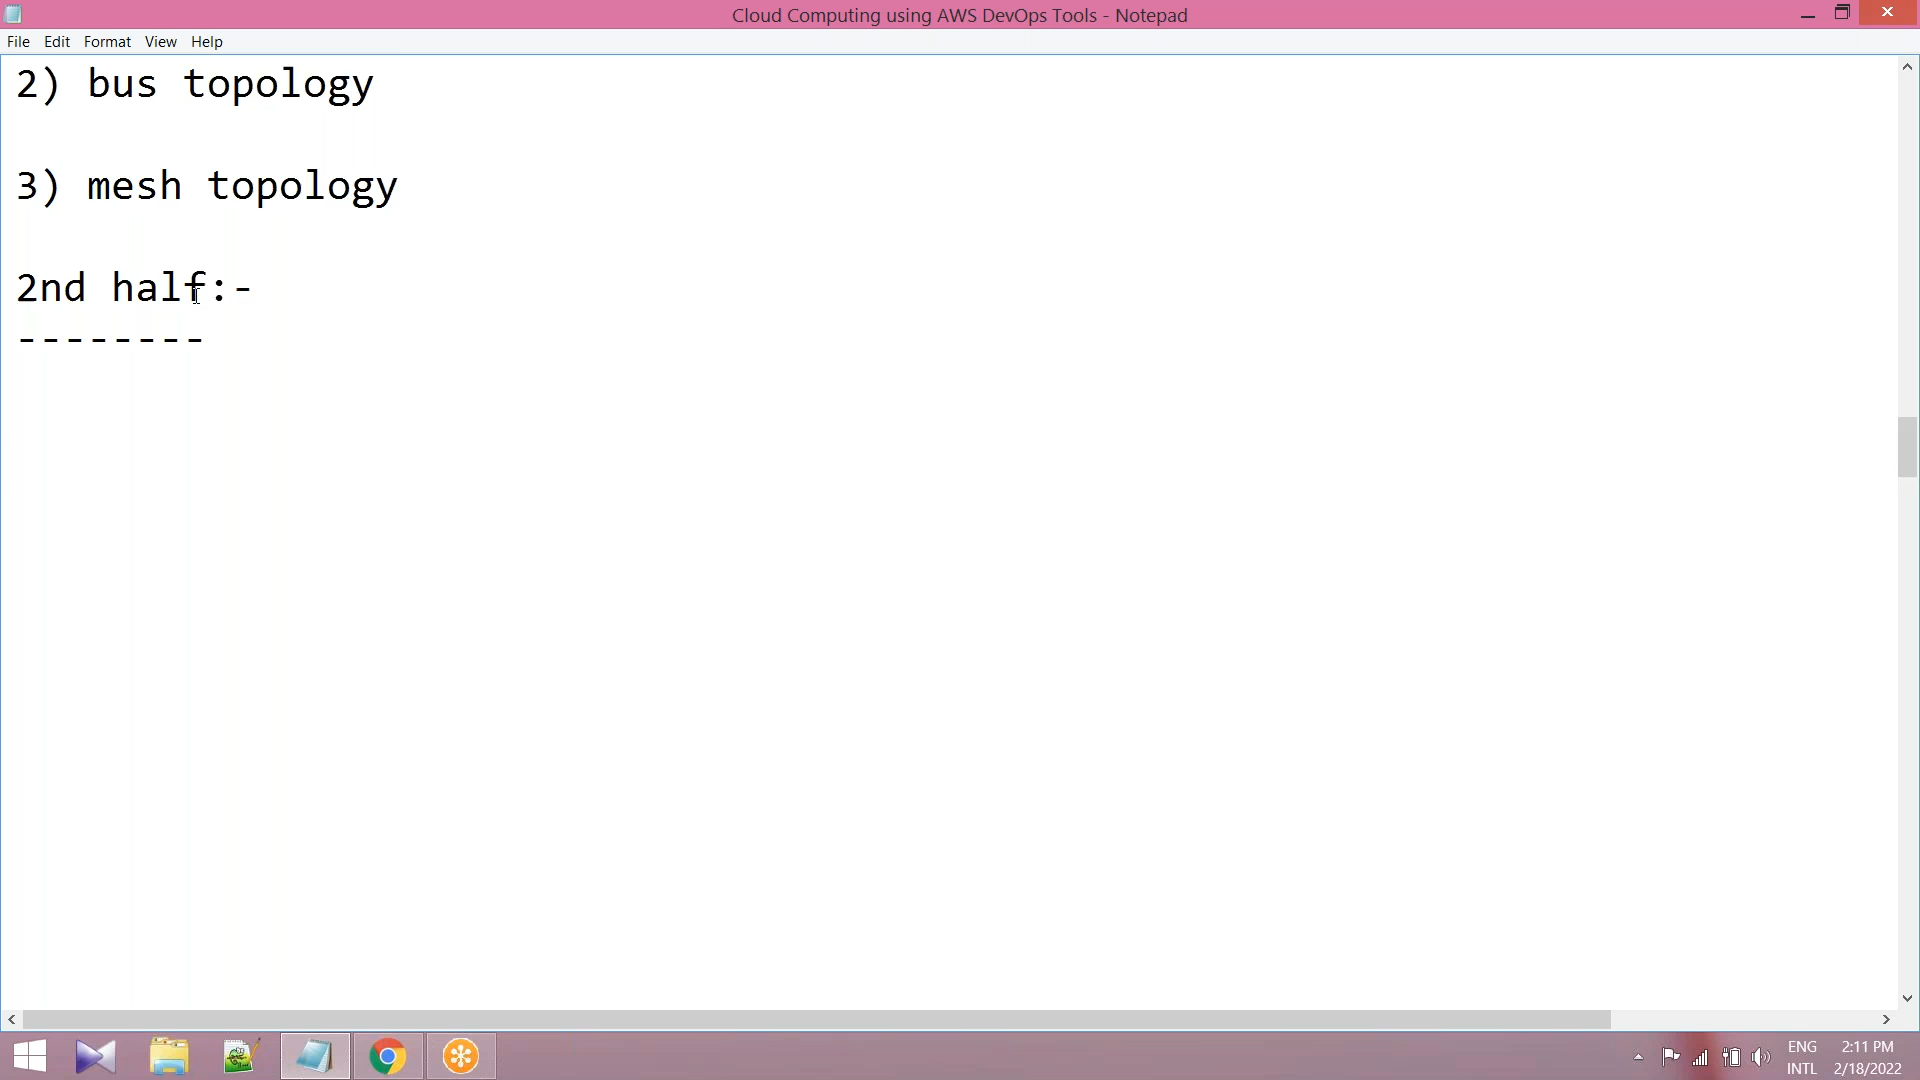 Cloud Computing using AWS DevOps Tools - Notepad
File Edit Format View Help
2) bus topology
3) mesh topology
2nd half:-
--------
ENG 2:11 PM
INTL 2/18/2022